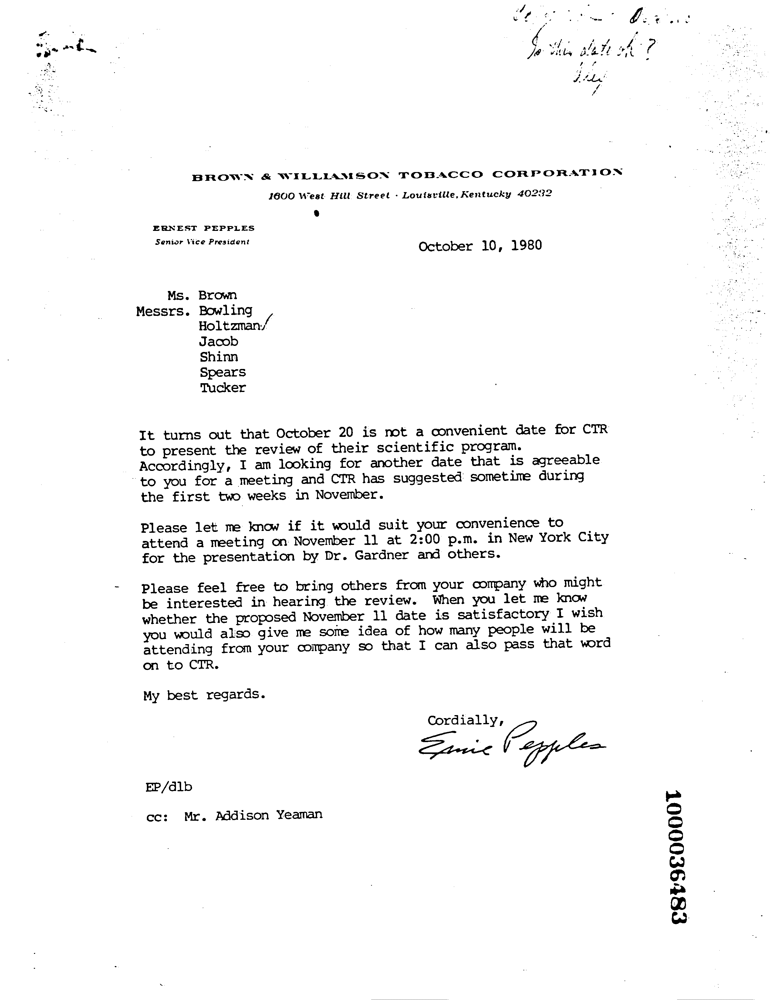 Is this date ok?
BROWN & WILLIAMSON TOBACCO CORPORATION
1600 West Hill Street · Louisville, Kentucky 40232
ERNEST PEPPLES
Senior Vice President
October 10, 1980
Ms. Brown
Messrs. Bowling
Holtzman/
Jacob
Shinn
Spears
Tucker
It turns out that October 20 is not a convenient date for CTR
to present the review of their scientific program.
Accordingly, I am looking for another date that is agreeable
to you for a meeting and CTR has suggested sometime during
the first two weeks in November.
Please let me know if it would suit your convenience to
attend a meeting on November 11 at 2:00 p.m. in New York City
for the presentation by Dr. Gardner and others.
Please feel free to bring others from your company who might
be interested in hearing the review. When you let me know
whether the proposed November 11 date is satisfactory I wish
you would also give me some idea of how many people will be
attending from your company so that I can also pass that word
on to CTR.
My best regards.
Cordially,
Ernie Pepples
EP/dlb
cc: Mr. Addison Yeaman
1000036483